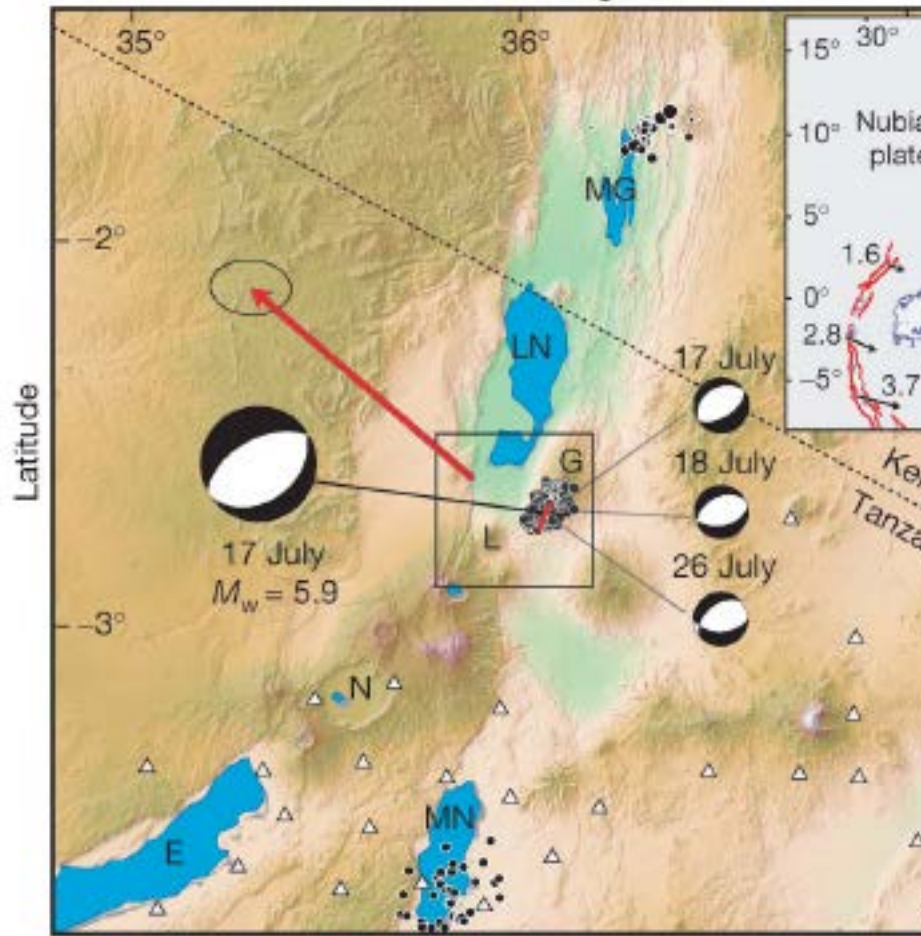 35°
36°
15°
30°
10°
Nubia
plate
MG
5°
–2°
1.6
0°
LN
2.8
17 July
–5°
3.7
Latitude
G
18 July
Ke
L
Tanza
17 July
M_w = 5.9
26 July
–3°
N
MN
E